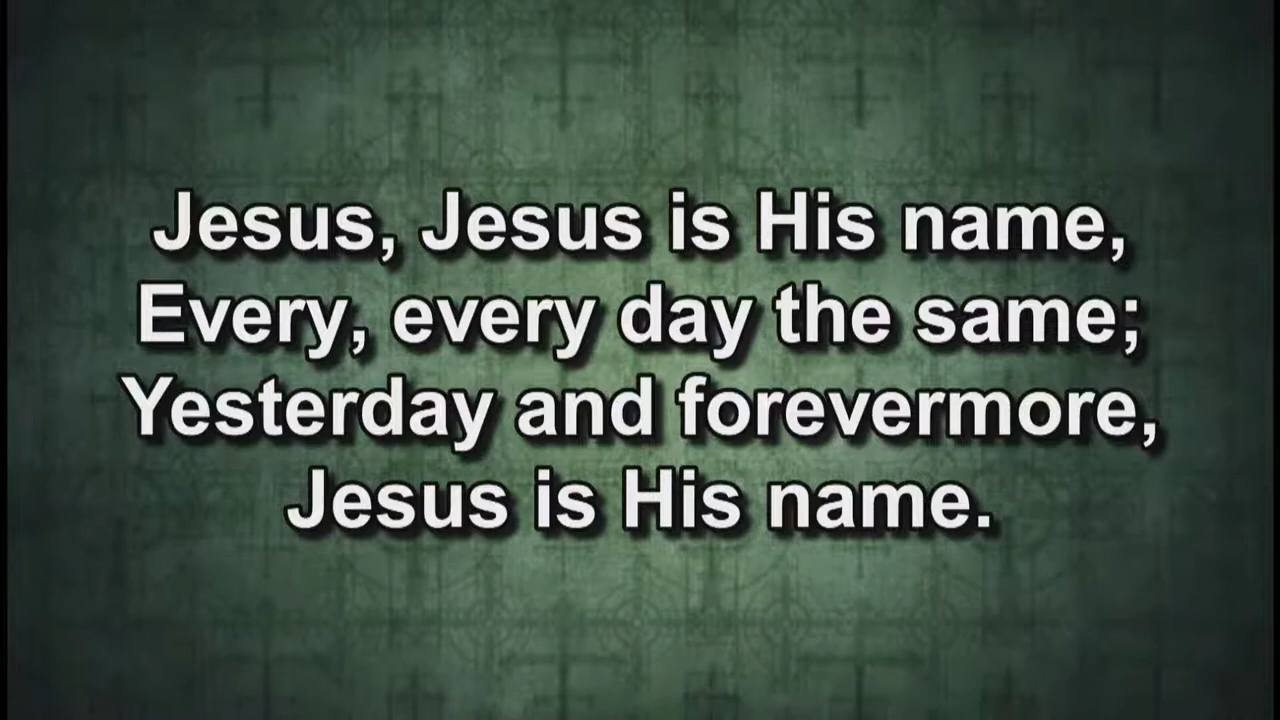 Jesus, Jesus is His name,
Every, every day the same;
Yesterday and forevermore,
Jesus is His name.